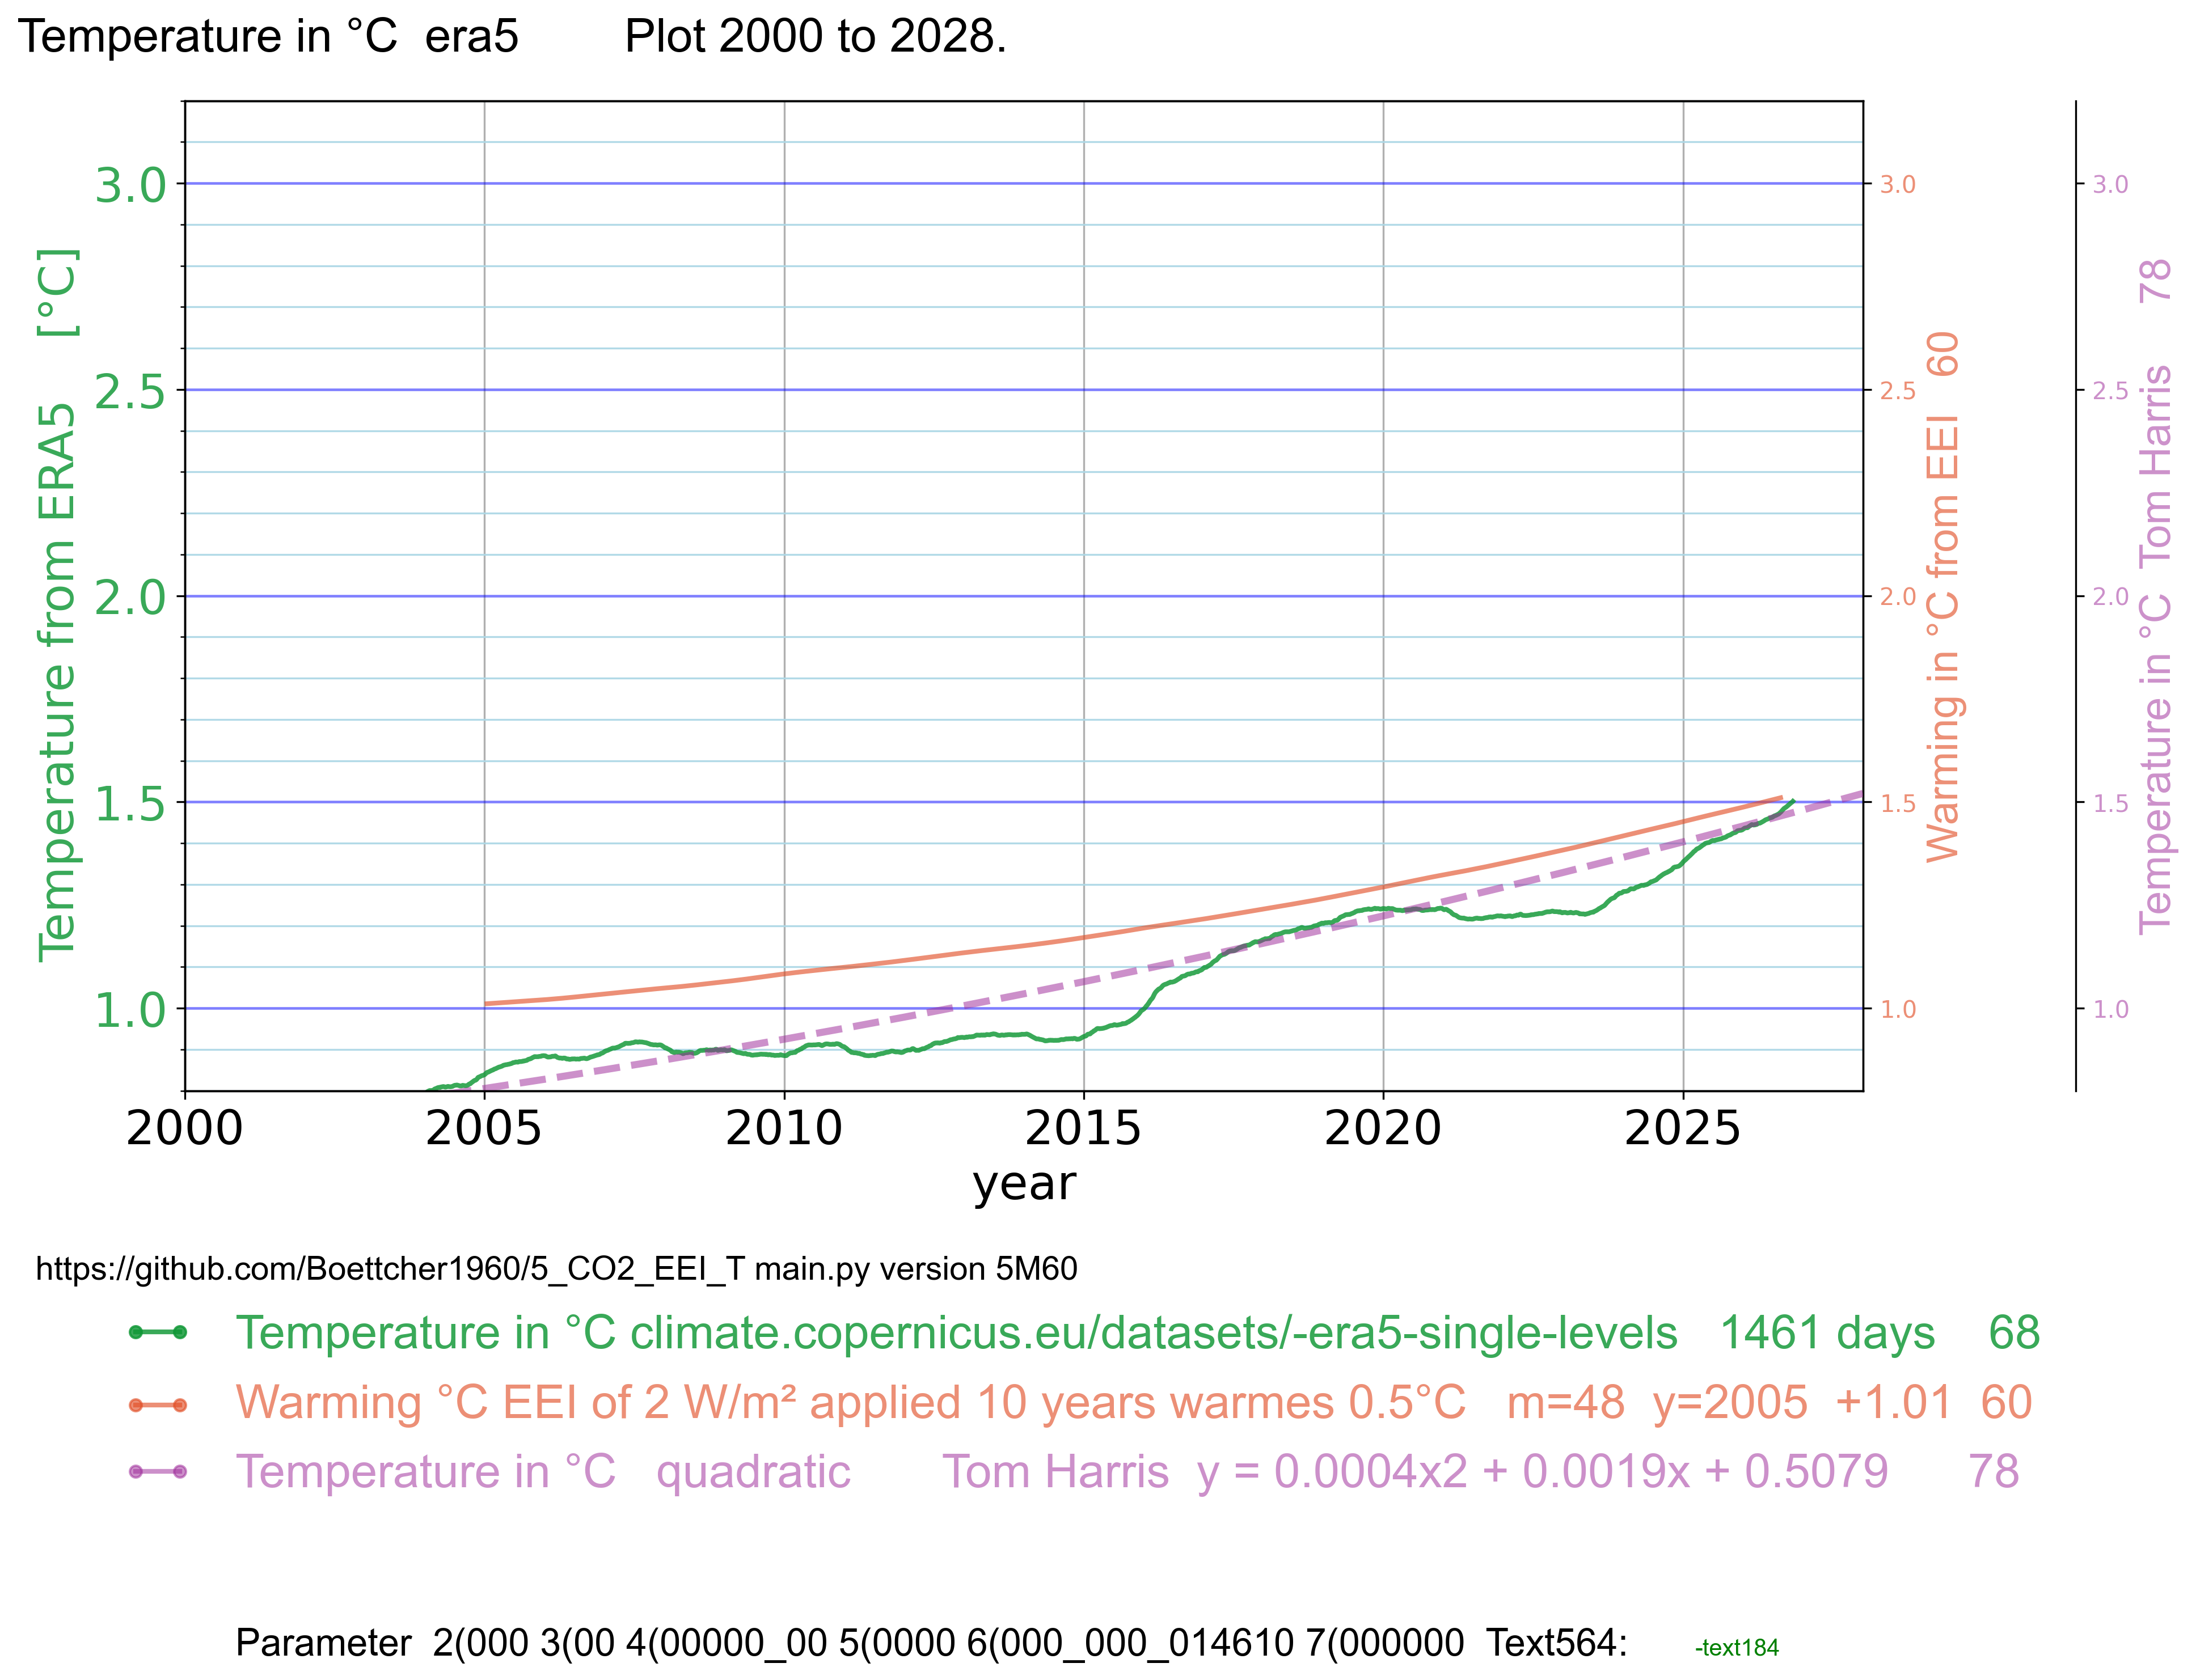 Temperature in °C  era5        Plot 2000 to 2028.
Temperature from ERA5   [°C]
3.0
2.5
2.0
1.5
1.0
3.0
2.5
2.0
1.5
1.0
Warming in °C from EEI   60
3.0
2.5
2.0
1.5
1.0
Temperature in °C  Tom Harris    78
2000 2005 2010 2015 2020 2025
year
https://github.com/Boettcher1960/5_CO2_EEI_T main.py version 5M60
Temperature in °C climate.copernicus.eu/datasets/-era5-single-levels   1461 days    68
Warming °C EEI of 2 W/m² applied 10 years warmes 0.5°C   m=48  y=2005  +1.01  60
Temperature in °C   quadratic       Tom Harris  y = 0.0004x2 + 0.0019x + 0.5079      78
Parameter  2(000 3(00 4(00000_00 5(0000 6(000_000_014610 7(000000  Text564:
-text184